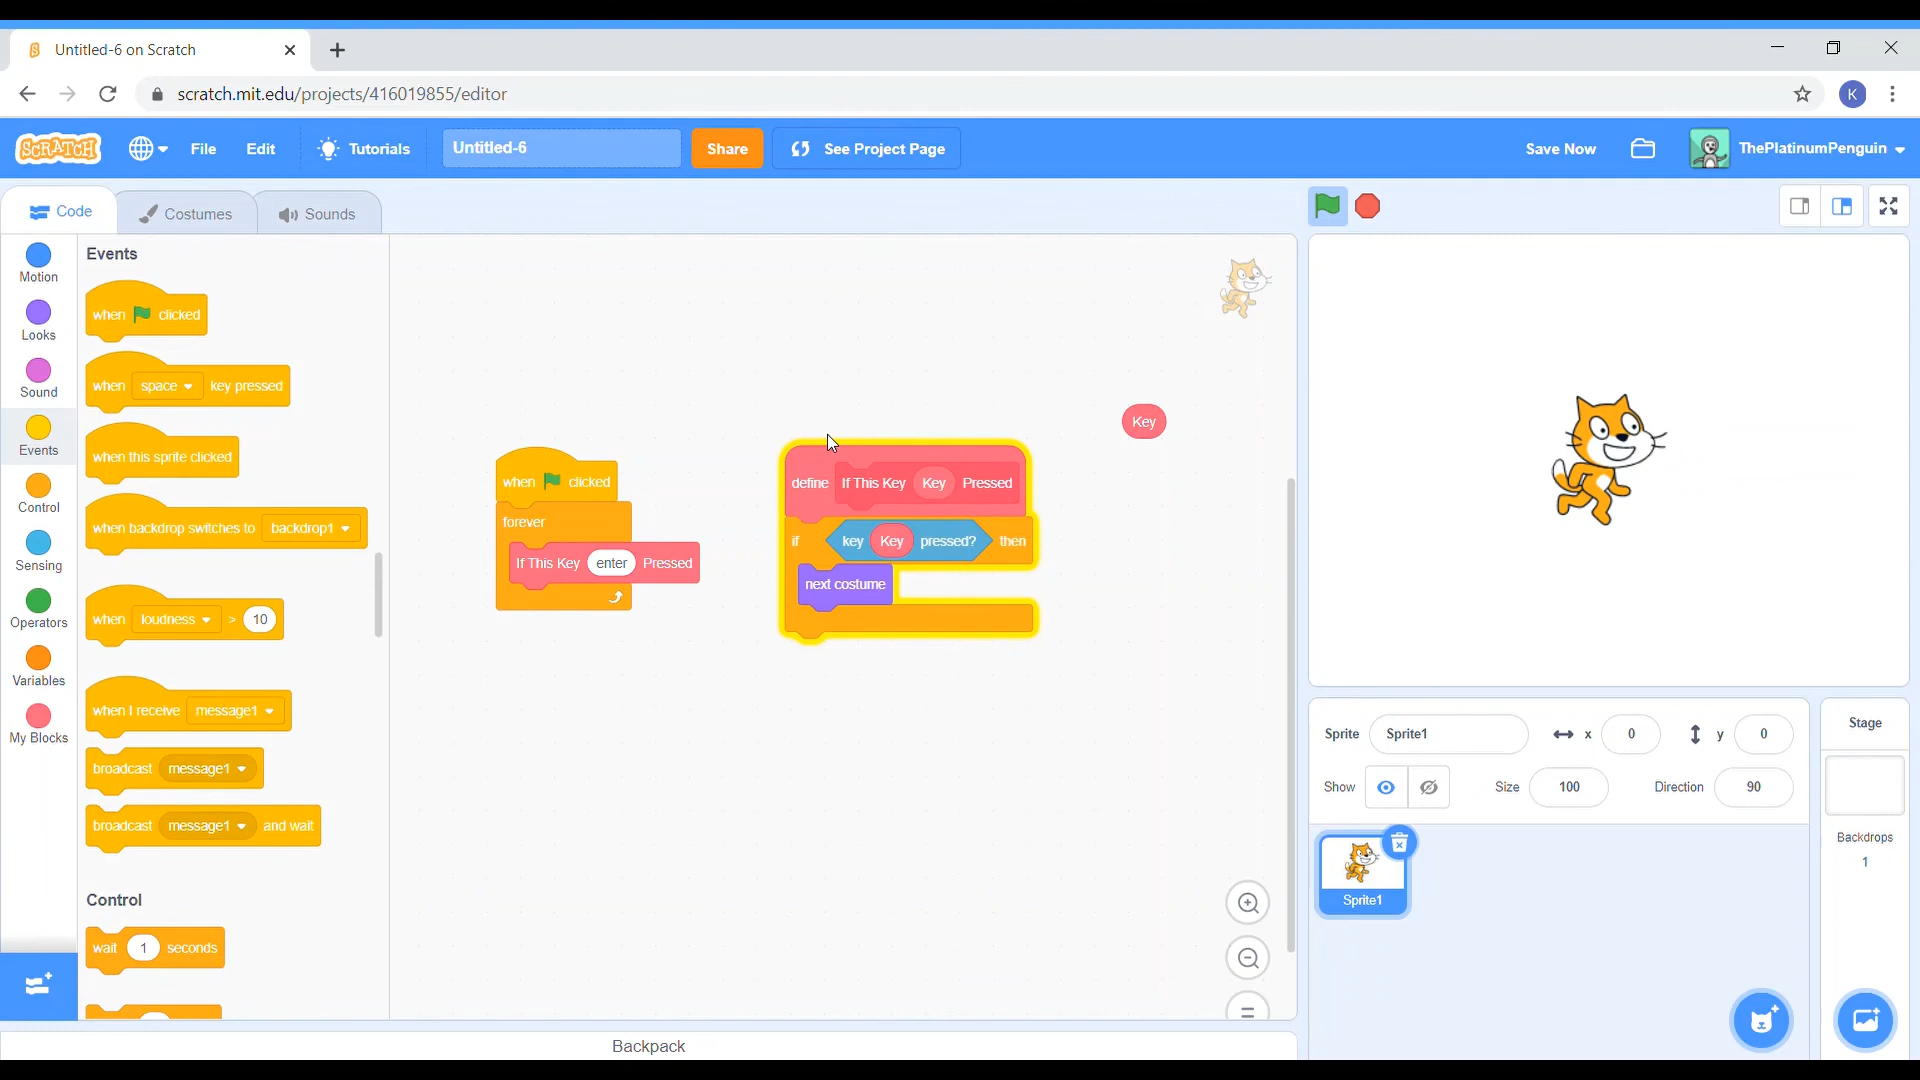 Untitled-6 on Scratch
scratch.mit.edu/projects/416019855/editor
K
SCRATCH
File
Edit
Tutorials
Untitled-6
Share
See Project Page
Save Now
ThePlatinumPenguin
Code
Costumes
Sounds
Motion
Looks
Sound
Events
Control
Sensing
Operators
Variables
My Blocks
Events
when clicked
when space key pressed
when this sprite clicked
when backdrop switches to backdrop1
when loudness > 10
when I receive message1
broadcast message1
broadcast message1 and wait
Control
wait 1 seconds
when clicked
forever
If This Key enter Pressed
define If This Key Key Pressed
if key Key pressed? then
next costume
Key
Sprite Sprite1 x 0 y 0
Show Size 100 Direction 90
Sprite1
Stage
Backdrops
1
Backpack